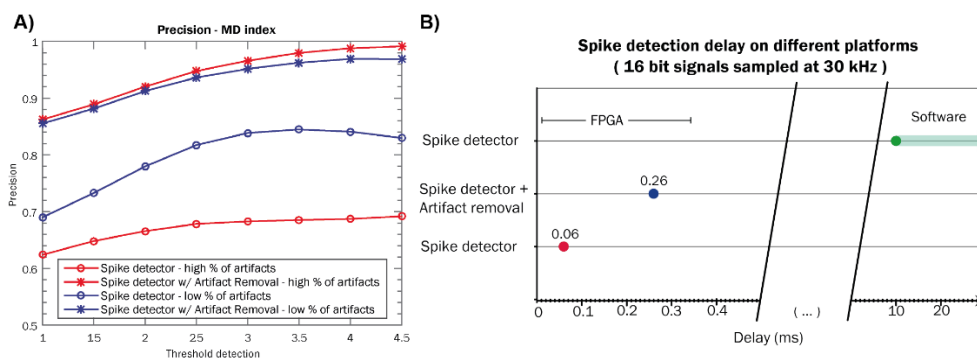 A)
Precision - MD index
Precision
1
0.9
0.8
0.7
0.6
0.5
Spike detector - high % of artifacts
Spike detector w/ Artifact Removal - high % of artifacts
Spike detector - low % of artifacts
Spike detector w/ Artifact Removal - low % of artifacts
1 15 2 25 3 3.5 4 4.5
Threshold detection
B)
Spike detection delay on different platforms
( 16 bit signals sampled at 30 kHz )
FPGA
Software
Spike detector
Spike detector +
Artifact removal
0.26
Spike detector
0.06
0 0.1 0.2 0.3 0.4 ( ... ) 10 20
Delay (ms)